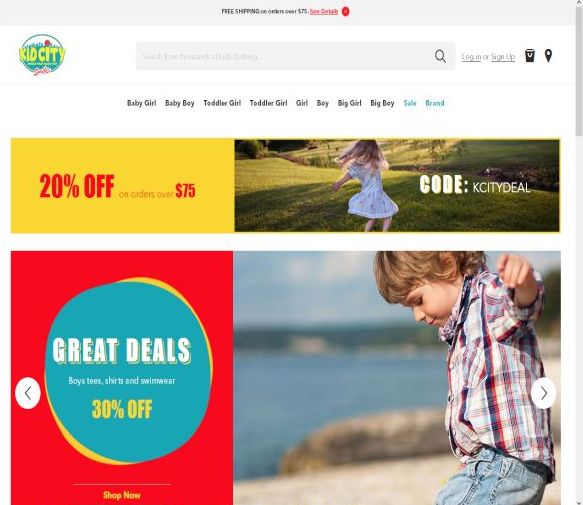 FREE SHIPPING on orders over $75. See Details
KIDCITY
Search from thousands of kids clothing...
Log in or Sign Up
Baby Girl Baby Boy Toddler Girl Toddler Girl Girl Boy Big Girl Big Boy Sale Brand
20% OFF on orders over $75
CODE: KCITYDEAL
GREAT DEALS
Boys tees, shirts and swimwear
30% OFF
Shop Now